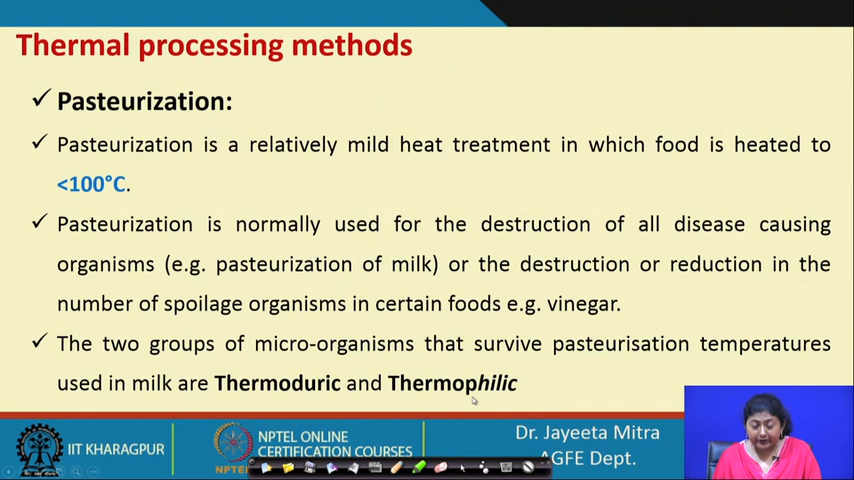 Thermal processing methods
✓ Pasteurization:
✓ Pasteurization is a relatively mild heat treatment in which food is heated to
<100°C.
✓ Pasteurization is normally used for the destruction of all disease causing
organisms (e.g. pasteurization of milk) or the destruction or reduction in the
number of spoilage organisms in certain foods e.g. vinegar.
✓ The two groups of micro-organisms that survive pasteurisation temperatures
used in milk are Thermoduric and Thermophilic
IIT KHARAGPUR
NPTEL
NPTEL ONLINE
CERTIFICATION COURSES
Dr. Jayeeta Mitra
AGFE Dept.